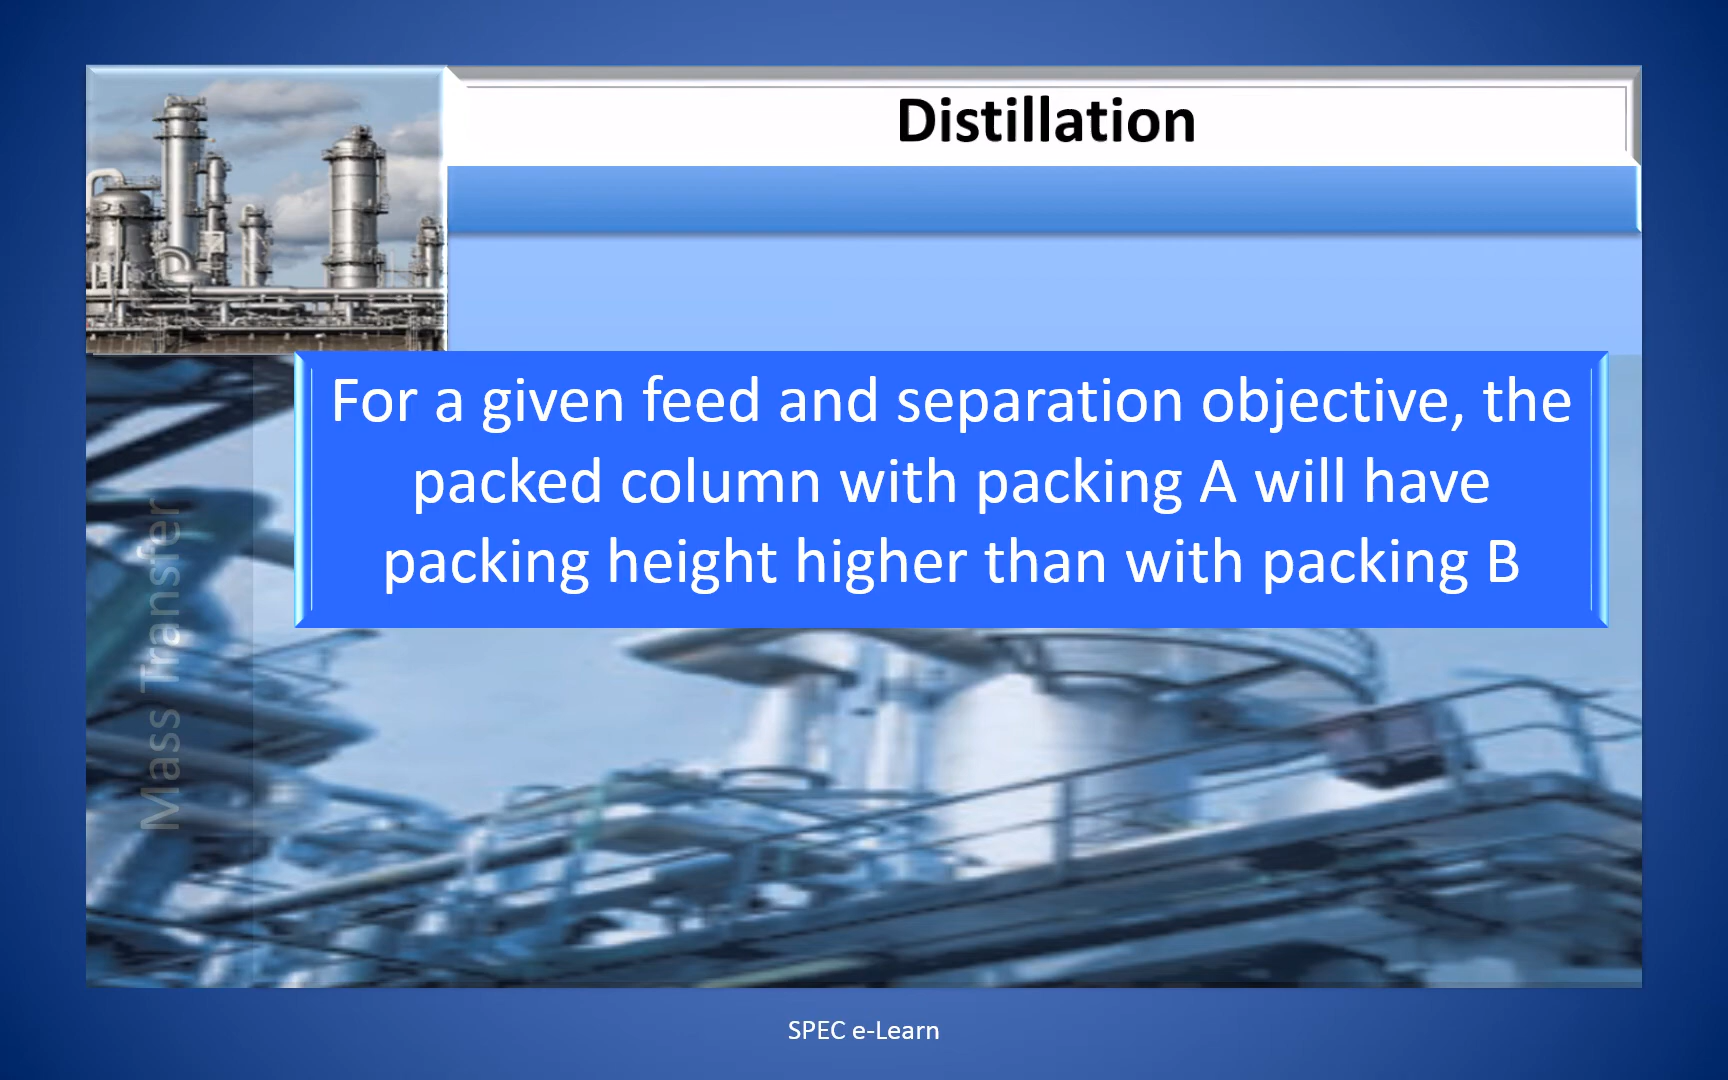 Distillation
For a given feed and separation objective, the
packed column with packing A will have
packing height higher than with packing B
Mass Transfer
SPEC e-Learn